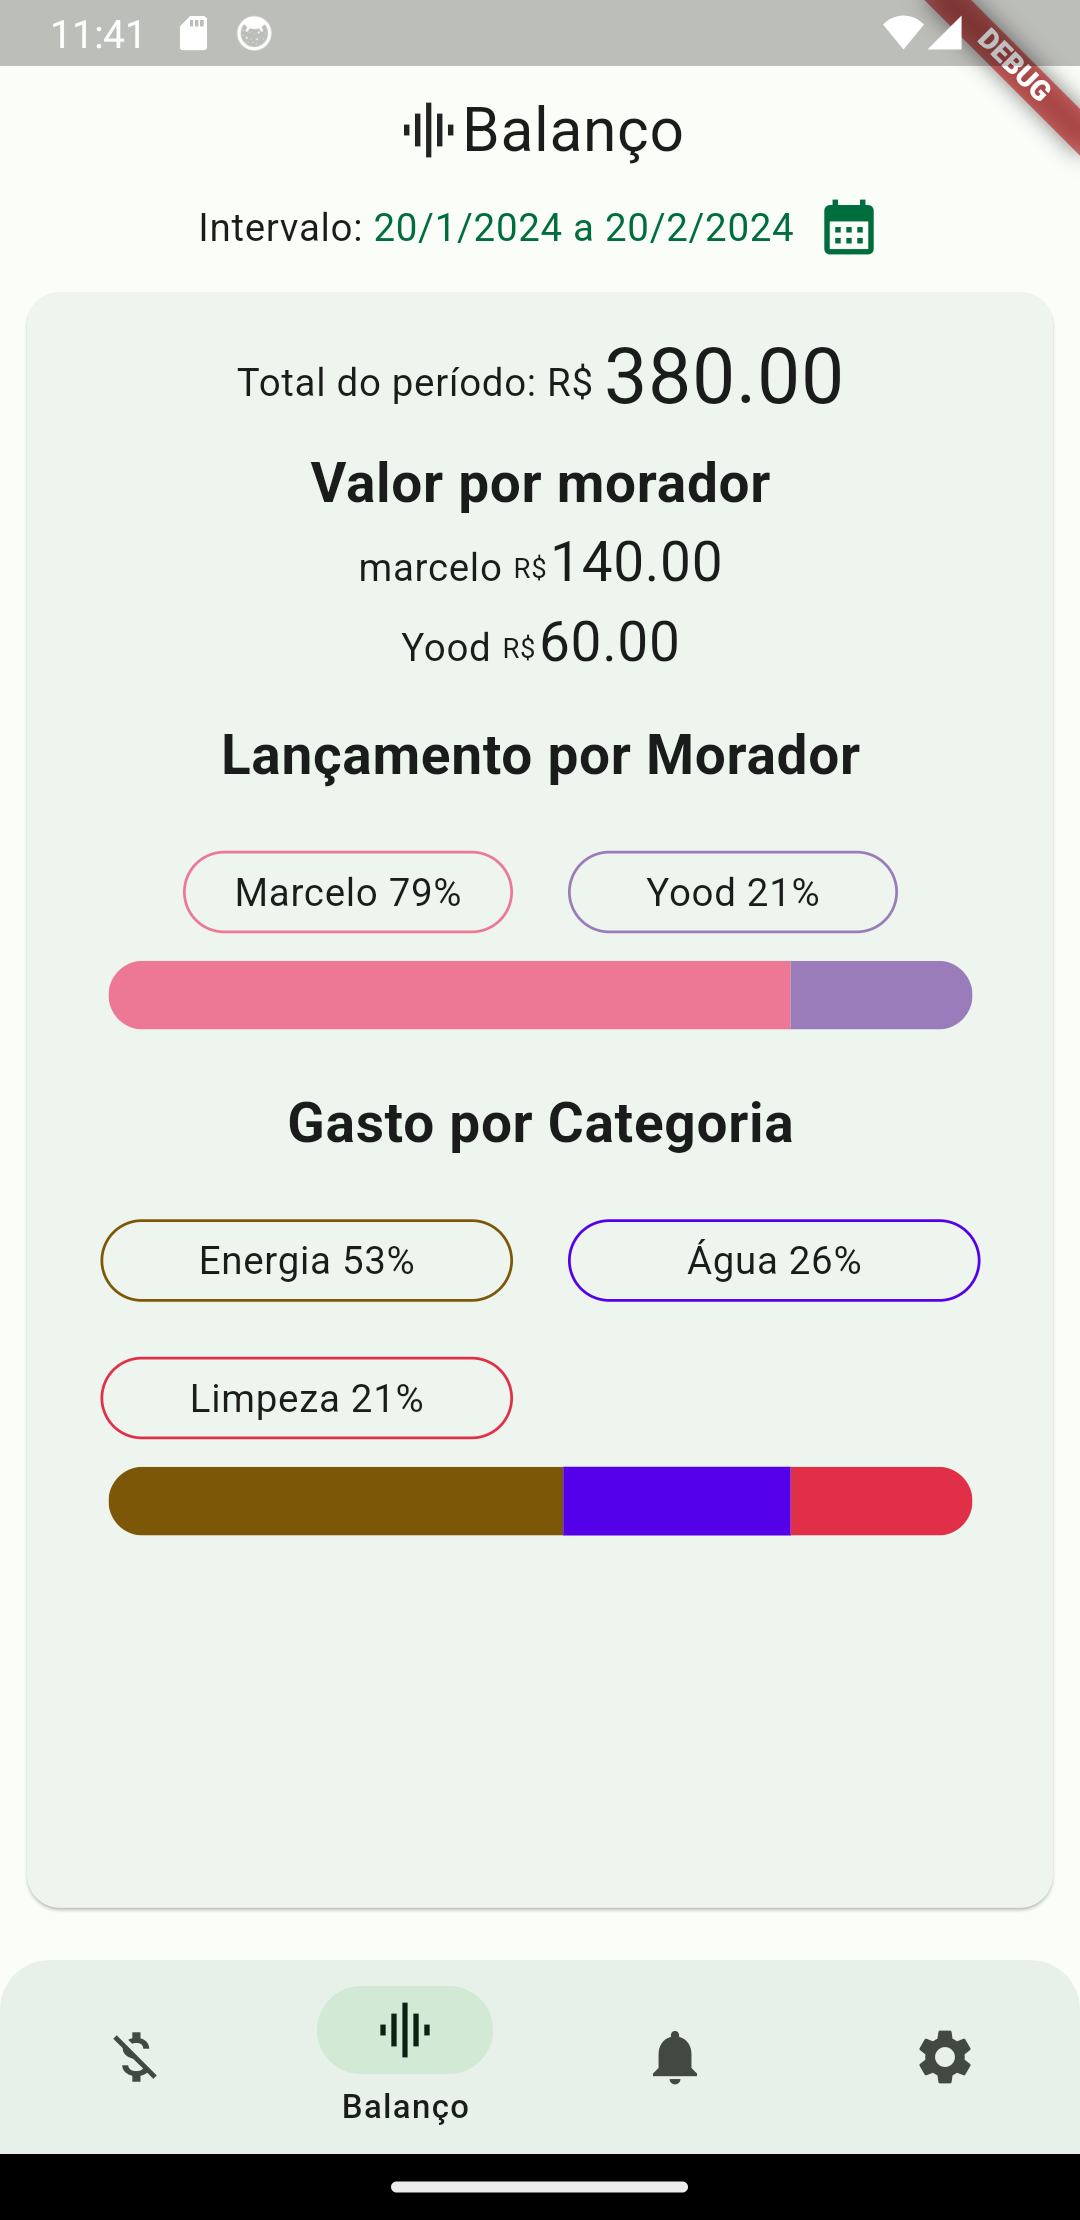 11:41
DEBUG
Balanço
Intervalo: 20/1/2024 a 20/2/2024
Total do período: R$ 380.00
Valor por morador
marcelo R$140.00
Yood R$60.00
Lançamento por Morador
Marcelo 79%
Yood 21%
Gasto por Categoria
Energia 53%
Água 26%
Limpeza 21%
Balanço